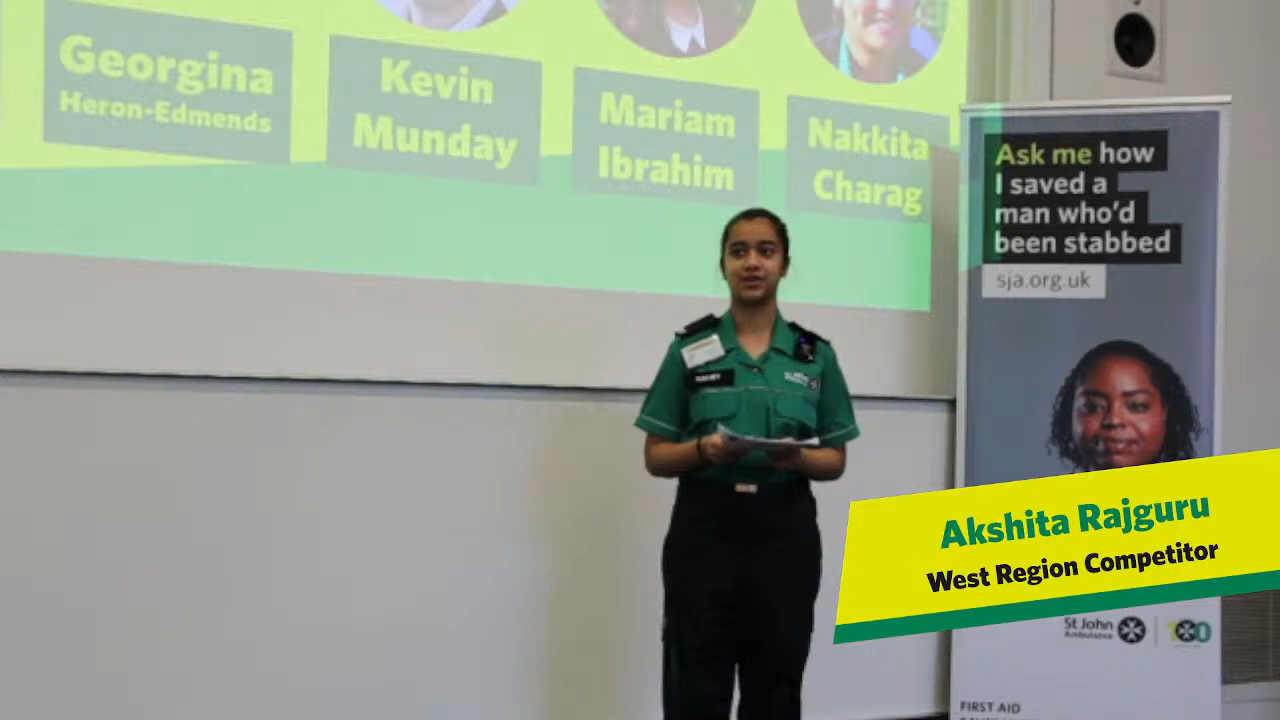 Georgina
Heron-Edmends
Kevin
Munday
Mariam
Ibrahim
Nakkita
Charag
Ask me how
I saved a
man who'd
been stabbed
sja.org.uk
Akshita Rajguru
West Region Competitor
St John
Ambulance
FIRST AID